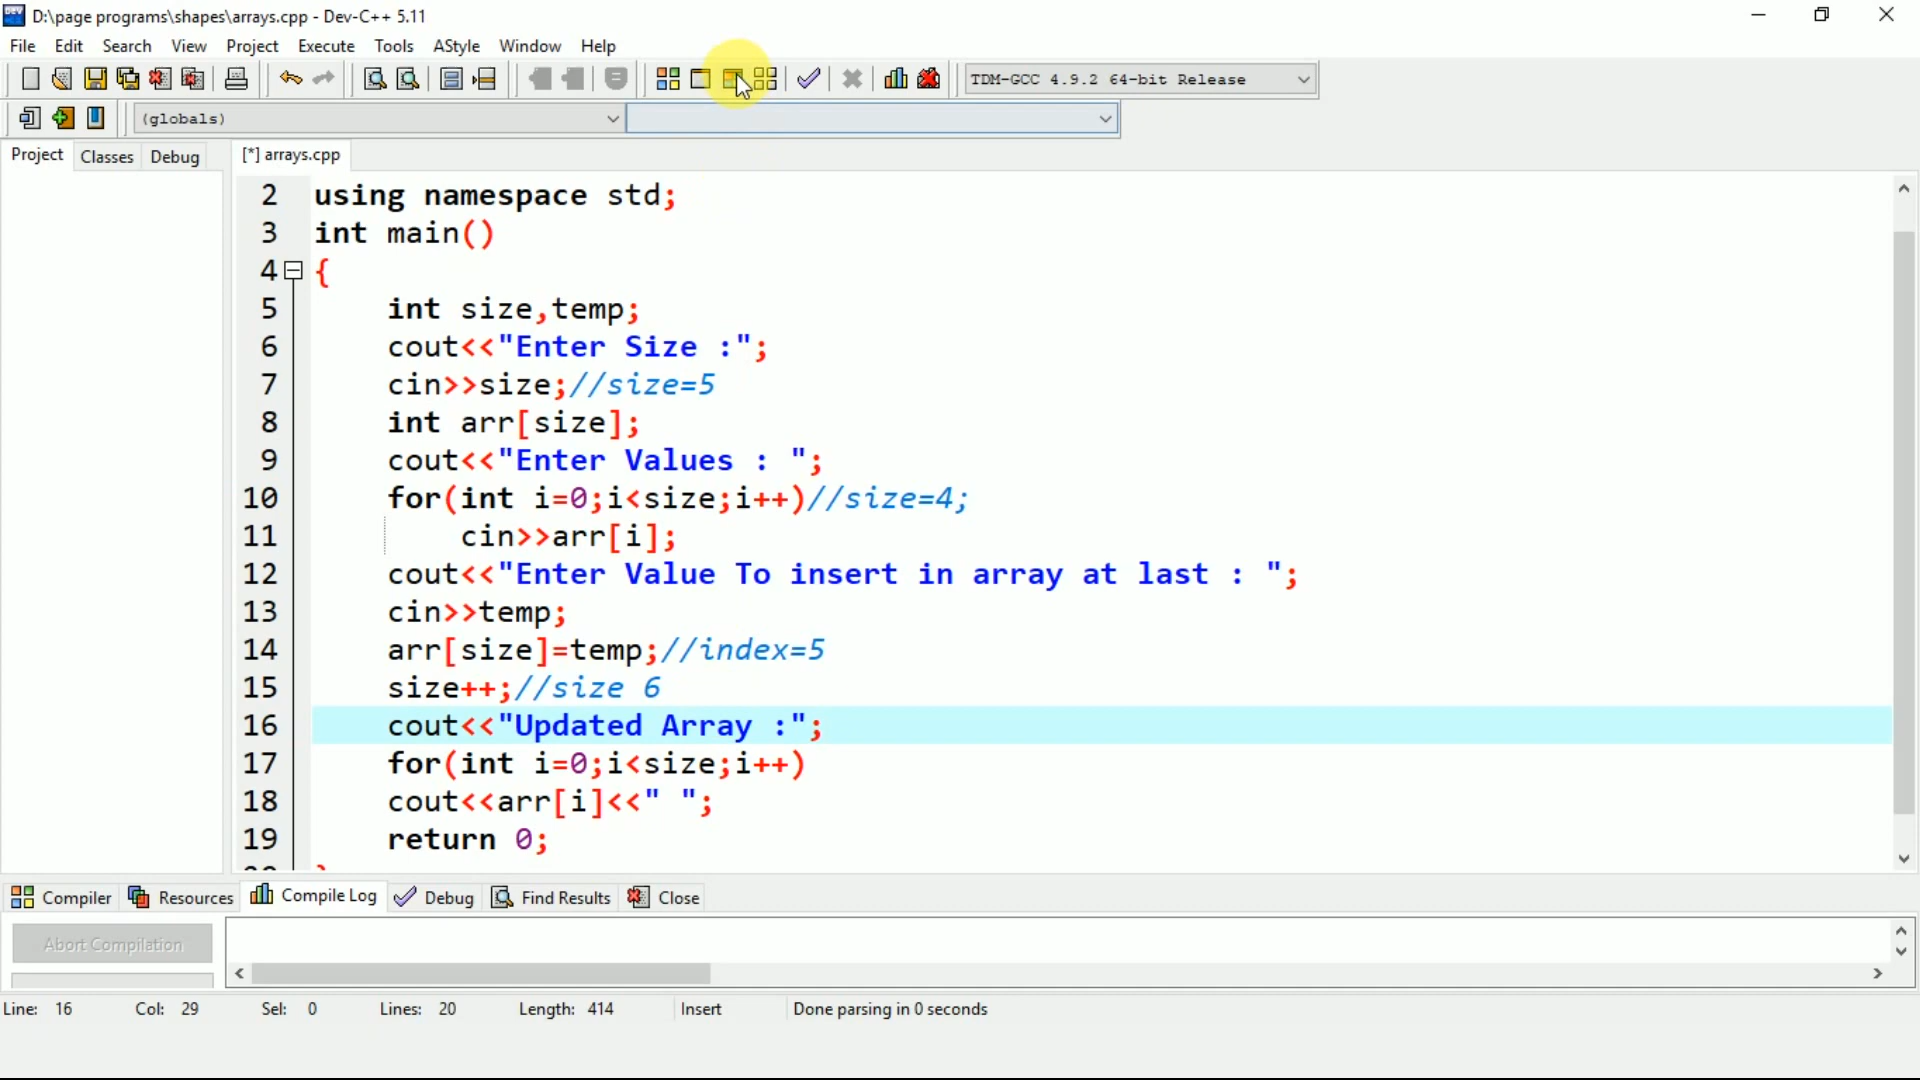 D:\page programs\shapes\arrays.cpp - Dev-C++ 5.11
File Edit Search View Project Execute Tools AStyle Window Help
TDM-GCC 4.9.2 64-bit Release
(globals)
Project Classes Debug [*] arrays.cpp
2 using namespace std;
3 int main()
4 {
5 int size,temp;
6 cout<<"Enter Size :";
7 cin>>size;//size=5
8 int arr[size];
9 cout<<"Enter Values : ";
10 for(int i=0;i<size;i++)//size=4;
11 cin>>arr[i];
12 cout<<"Enter Value To insert in array at last : ";
13 cin>>temp;
14 arr[size]=temp;//index=5
15 size++;//size 6
16 cout<<"Updated Array :";
17 for(int i=0;i<size;i++)
18 cout<<arr[i]<<" ";
19 return 0;
Compiler Resources Compile Log Debug Find Results Close
Abort Compilation
Line: 16 Col: 29 Sel: 0 Lines: 20 Length: 414 Insert Done parsing in 0 seconds